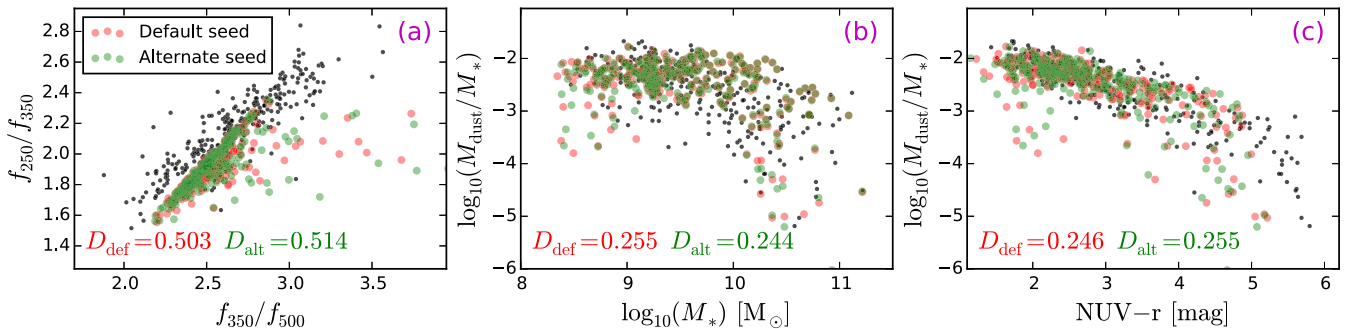 2.8
2.6
2.4
2.2
2.0
1.8
1.6
1.4
f250/f350
Default seed
Alternate seed
(a)
Ddef=0.503 Dalt=0.514
2.0 2.5 3.0 3.5
f350/f500
−2
−3
−4
−5
−6
log10(Mdust/M*)
(b)
Ddef=0.255 Dalt=0.244
8 9 10 11
log10(M*) [M⊙]
−2
−3
−4
−5
−6
log10(Mdust/M*)
(c)
Ddef=0.246 Dalt=0.255
2 3 4 5 6
NUV−r [mag]